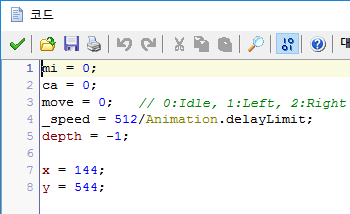 코드
1 mi = 0;
2 ca = 0;
3 move = 0;   // 0:Idle, 1:Left, 2:Right
4 _speed = 512/Animation.delayLimit;
5 depth = -1;
6
7 x = 144;
8 y = 544;